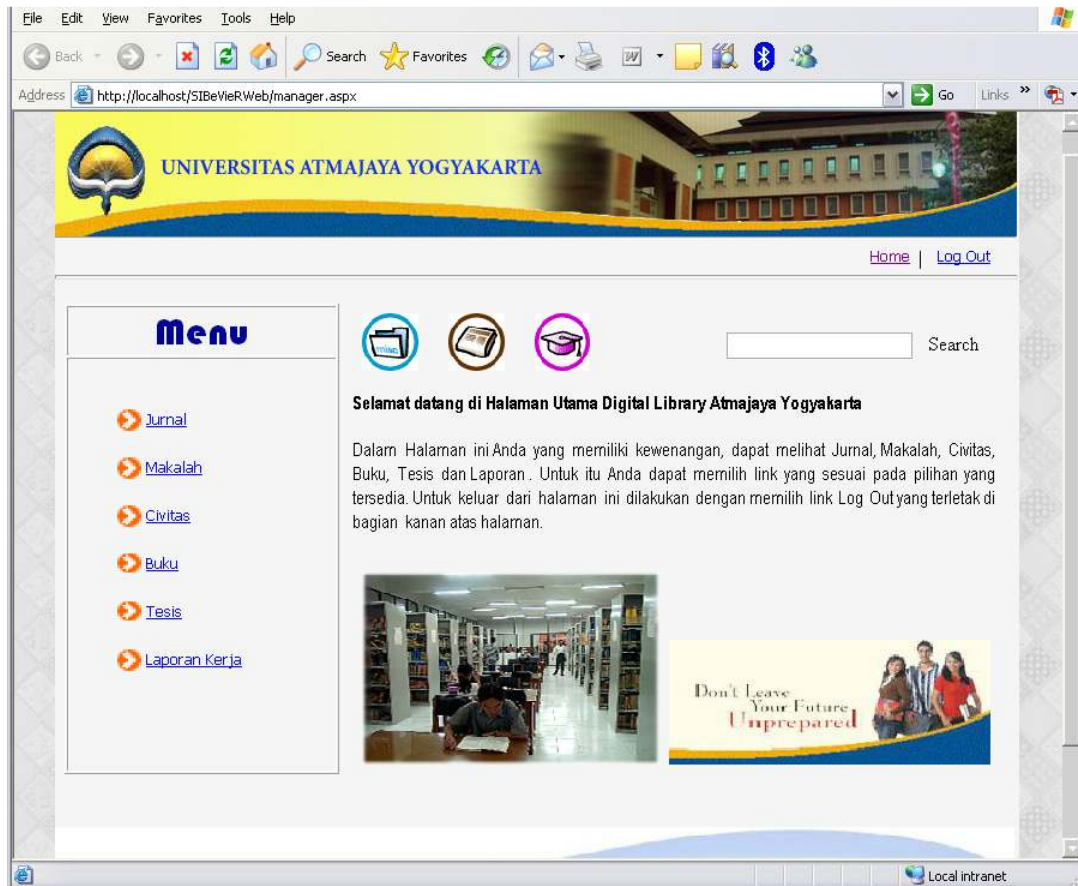 File Edit View Favorites Tools Help
Back Search Favorites
Address http://localhost/SIBeVieRWeb/manager.aspx Go Links »
UNIVERSITAS ATMAJAYA YOGYAKARTA
Home | Log Out
Menu
Search
Jurnal
Makalah
Civitas
Buku
Tesis
Laporan Kerja
Selamat datang di Halaman Utama Digital Library Atmajaya Yogyakarta
Dalam Halaman ini Anda yang memiliki kewenangan, dapat melihat Jurnal, Makalah, Civitas,
Buku, Tesis dan Laporan . Untuk itu Anda dapat memilih link yang sesuai pada pilihan yang
tersedia. Untuk keluar dari halaman ini dilakukan dengan memilih link Log Out yang terletak di
bagian kanan atas halaman.
Don't Leave
Your Future
Unprepared
Local intranet